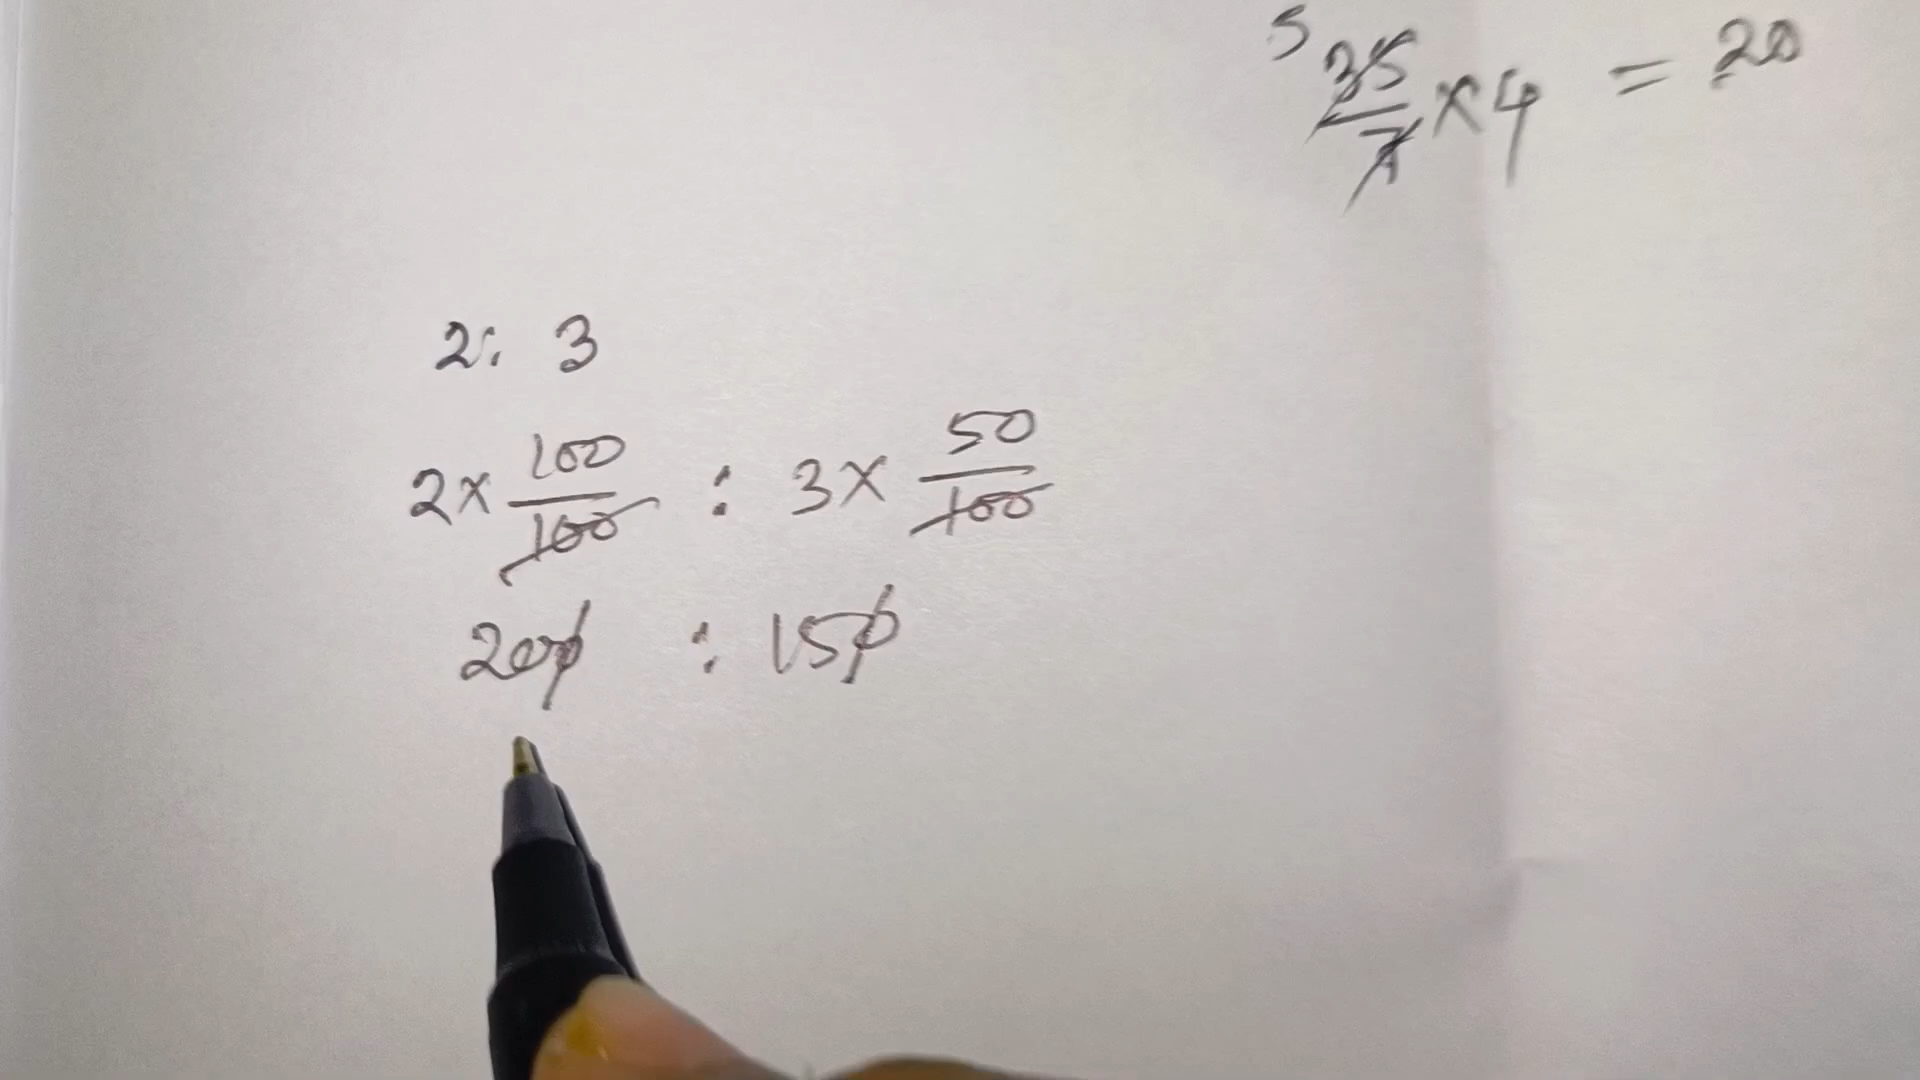 5
35/7 × 4 = 20
2 : 3
2 × 100/100 : 3 × 50/100
200 : 150